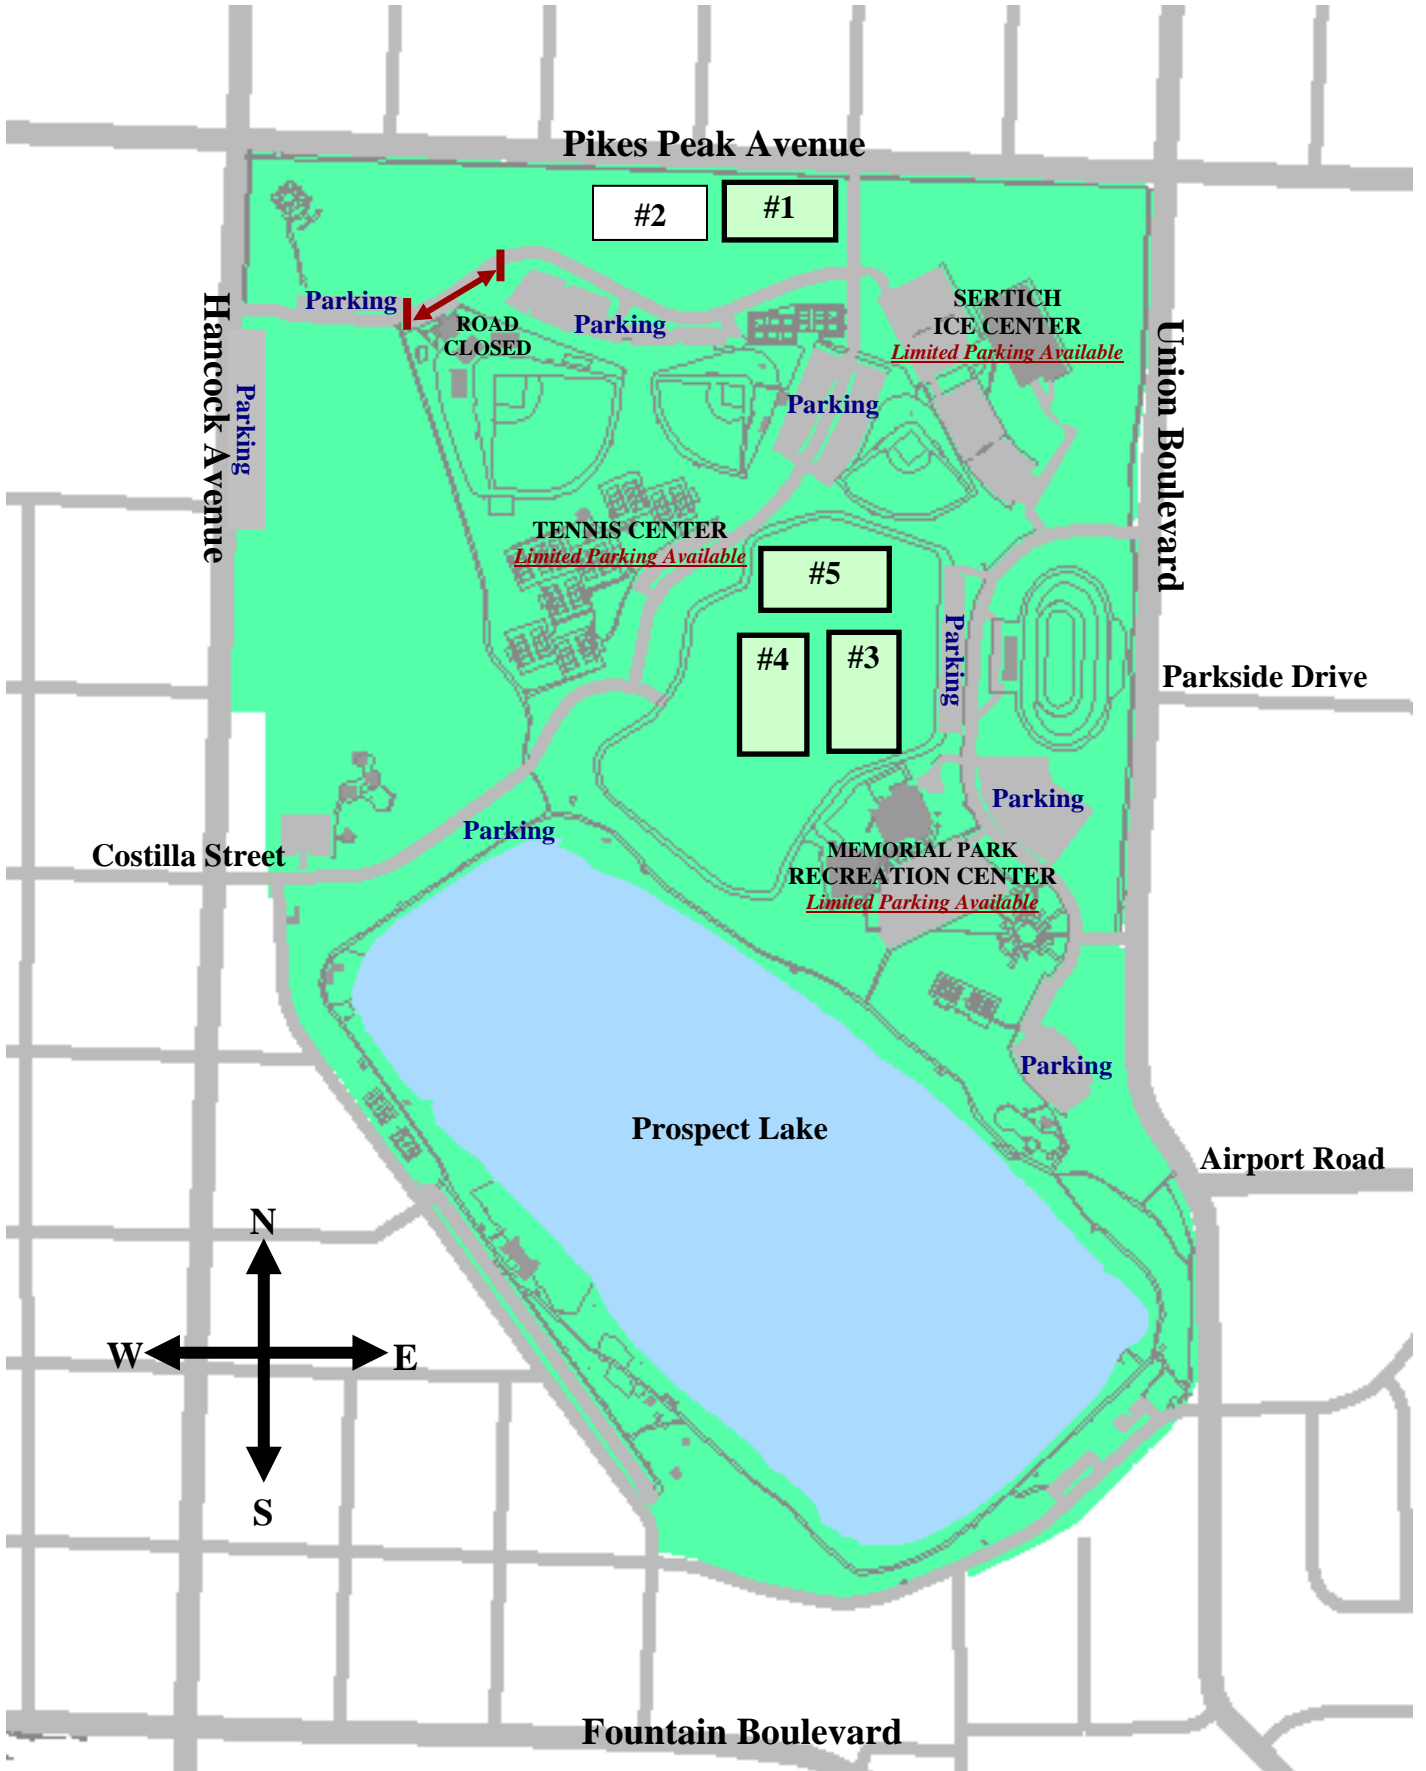 Pikes Peak Avenue
#2
#1
Parking
ROAD
CLOSED
Parking
SERTICH
ICE CENTER
Limited Parking Available
Hancock Avenue
Parking
Parking
Union Boulevard
TENNIS CENTER
Limited Parking Available
#5
#4
#3
Parking
Parkside Drive
Parking
Parking
Costilla Street
MEMORIAL PARK
RECREATION CENTER
Limited Parking Available
Parking
Prospect Lake
Airport Road
N
W
E
S
Fountain Boulevard